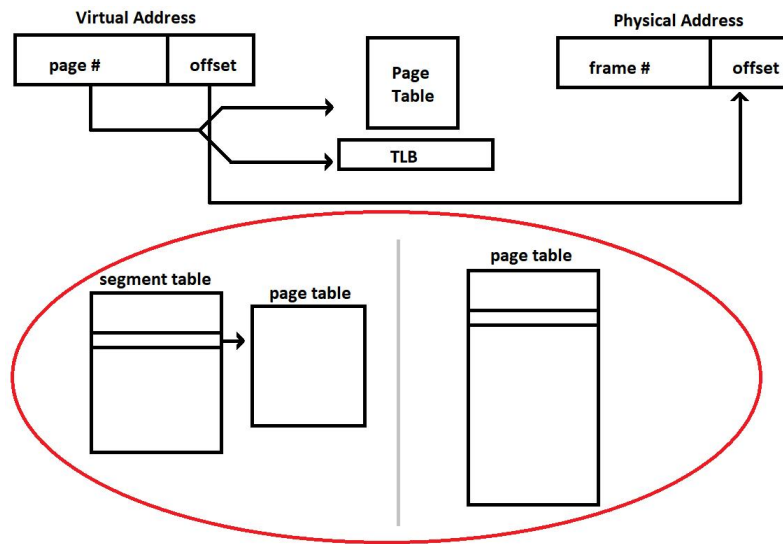 Virtual Address
Physical Address
page #
offset
Page
Table
frame #
offset
TLB
segment table
page table
page table